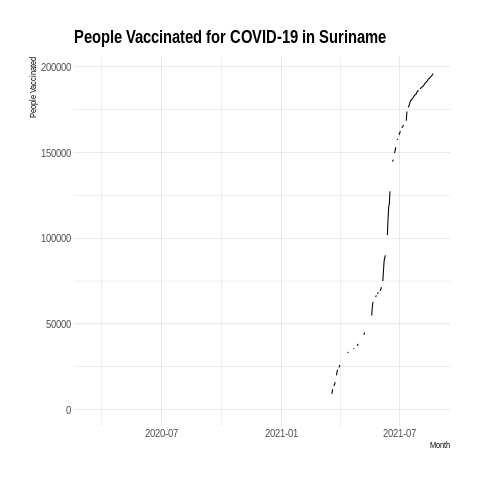 People Vaccinated for COVID-19 in Suriname
People Vaccinated
200000
150000
100000
50000
0
2020-07 2021-01 2021-07
Month